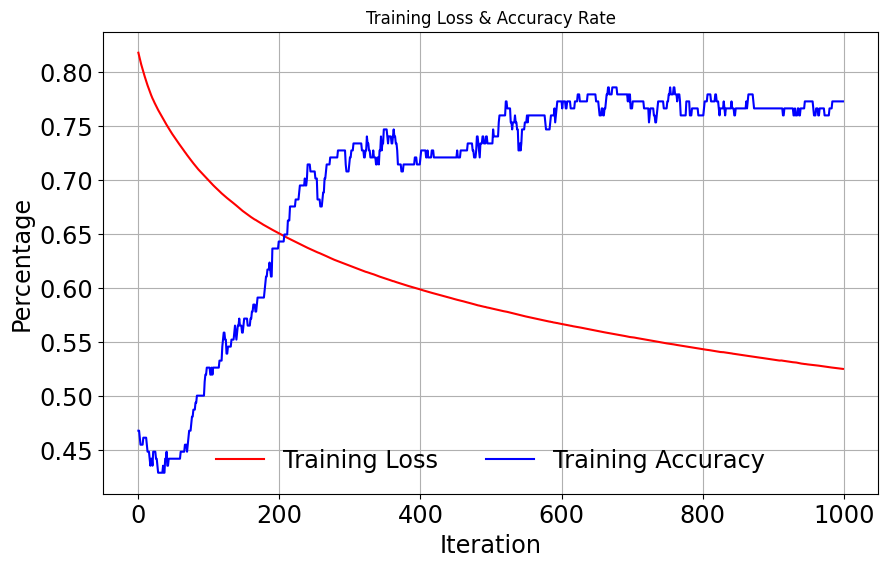 Training Loss & Accuracy Rate
0.80
0.75
0.70
0.65
0.60
0.55
0.50
0.45
Percentage
Training Loss
Training Accuracy
0
200
400
600
800
1000
Iteration